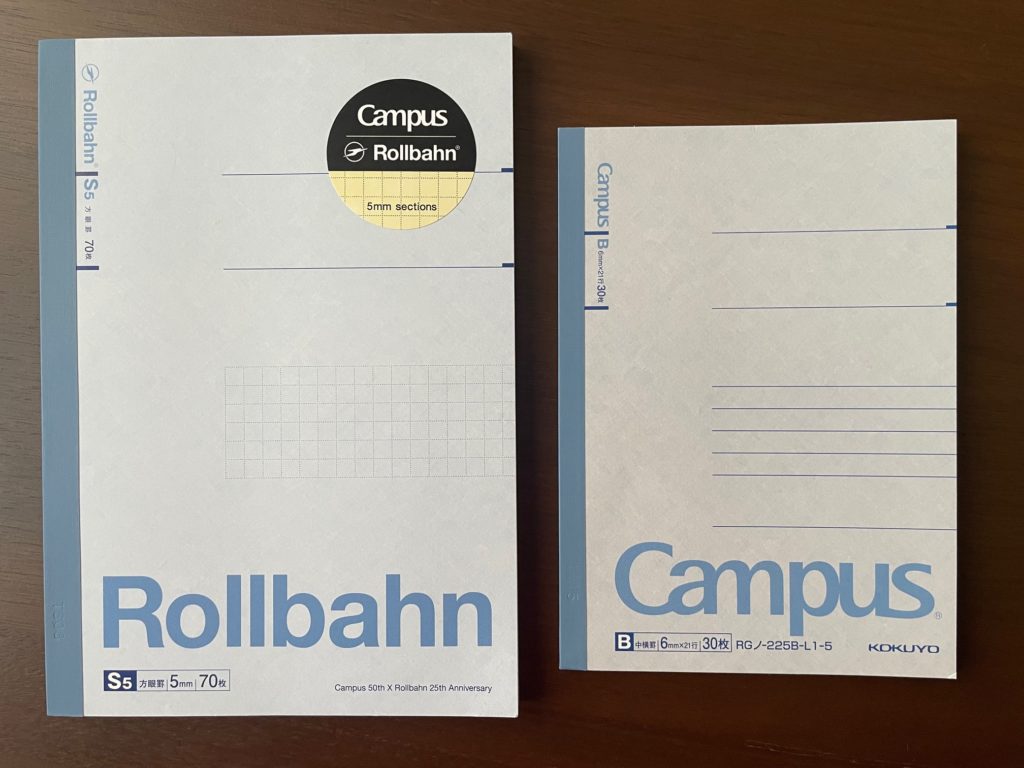 Rollbahn®
S5 方眼罫 70枚
Campus
Rollbahn®
5mm sections
Rollbahn
S5 方眼罫 5mm 70枚
Campus 50th X Rollbahn 25th Anniversary
Campus
B 6mm×21行 30枚
Campus®
B 中横罫 6mm×21行 30枚 RGノ-225B-L1-5
KOKUYO